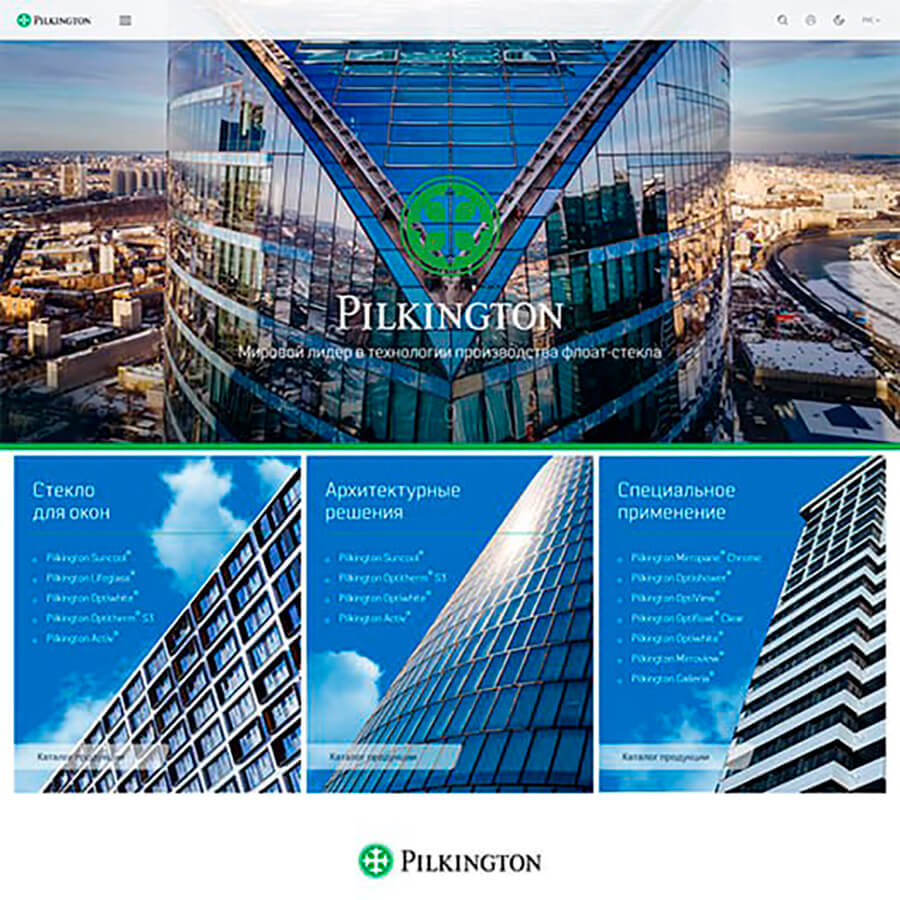 PILKINGTON
РУС
PILKINGTON
Мировой лидер в технологии производства флоат-стекла
Стекло
для окон
Pilkington Suncool®
Pilkington Lifeglass®
Pilkington Optiwhite®
Pilkington Optitherm® S3
Pilkington Activ®
Каталог продукции
Архитектурные
решения
Pilkington Suncool®
Pilkington Optitherm® S3
Pilkington Optiwhite®
Pilkington Activ®
Каталог продукции
Специальное
применение
Pilkington Mirropane® Chrome
Pilkington Optishower®
Pilkington OptiView®
Pilkington Optifloat® Clear
Pilkington Optiwhite®
Pilkington Mirroview®
Pilkington Galleria®
Каталог продукции
PILKINGTON